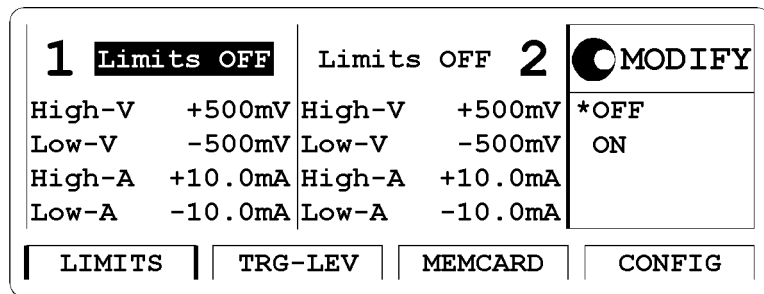 1 Limits OFF Limits OFF 2 MODIFY
High-V +500mV High-V +500mV *OFF
Low-V -500mV Low-V -500mV ON
High-A +10.0mA High-A +10.0mA
Low-A -10.0mA Low-A -10.0mA
LIMITS TRG-LEV MEMCARD CONFIG